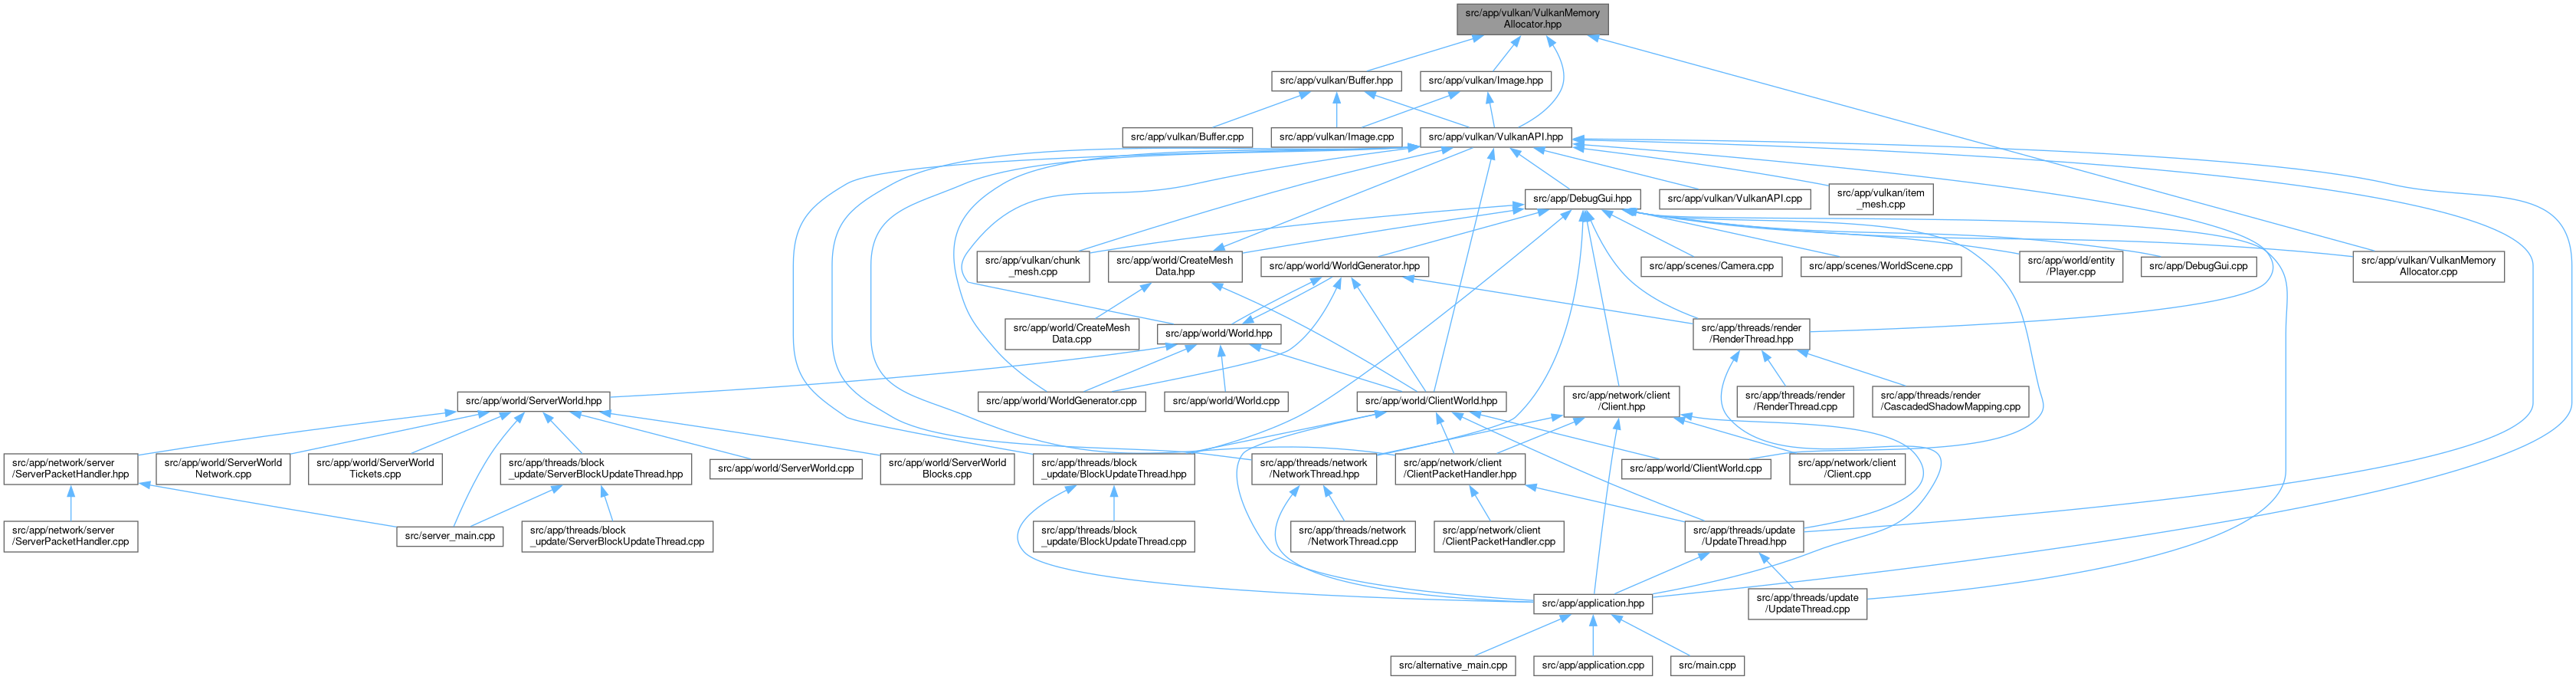 src/app/vulkan/VulkanMemory
Allocator.hpp
src/app/vulkan/Buffer.hpp
src/app/vulkan/Image.hpp
src/app/vulkan/Buffer.cpp
src/app/vulkan/Image.cpp
src/app/vulkan/VulkanAPI.hpp
src/app/DebugGui.hpp
src/app/vulkan/VulkanAPI.cpp
src/app/vulkan/item
_mesh.cpp
src/app/vulkan/chunk
_mesh.cpp
src/app/world/CreateMesh
Data.hpp
src/app/world/WorldGenerator.hpp
src/app/scenes/Camera.cpp
src/app/scenes/WorldScene.cpp
src/app/world/entity
/Player.cpp
src/app/DebugGui.cpp
src/app/vulkan/VulkanMemory
Allocator.cpp
src/app/world/CreateMesh
Data.cpp
src/app/world/World.hpp
src/app/threads/render
/RenderThread.hpp
src/app/world/ServerWorld.hpp
src/app/world/WorldGenerator.cpp
src/app/world/World.cpp
src/app/world/ClientWorld.hpp
src/app/network/client
/Client.hpp
src/app/threads/render
/RenderThread.cpp
src/app/threads/render
/CascadedShadowMapping.cpp
src/app/network/server
/ServerPacketHandler.hpp
src/app/world/ServerWorld
Network.cpp
src/app/world/ServerWorld
Tickets.cpp
src/app/threads/block
_update/ServerBlockUpdateThread.hpp
src/app/world/ServerWorld.cpp
src/app/world/ServerWorld
Blocks.cpp
src/app/threads/block
_update/BlockUpdateThread.hpp
src/app/threads/network
/NetworkThread.hpp
src/app/network/client
/ClientPacketHandler.hpp
src/app/world/ClientWorld.cpp
src/app/network/client
/Client.cpp
src/app/network/server
/ServerPacketHandler.cpp
src/server_main.cpp
src/app/threads/block
_update/ServerBlockUpdateThread.cpp
src/app/threads/block
_update/BlockUpdateThread.cpp
src/app/threads/network
/NetworkThread.cpp
src/app/network/client
/ClientPacketHandler.cpp
src/app/threads/update
/UpdateThread.hpp
src/app/application.hpp
src/app/threads/update
/UpdateThread.cpp
src/alternative_main.cpp
src/app/application.cpp
src/main.cpp